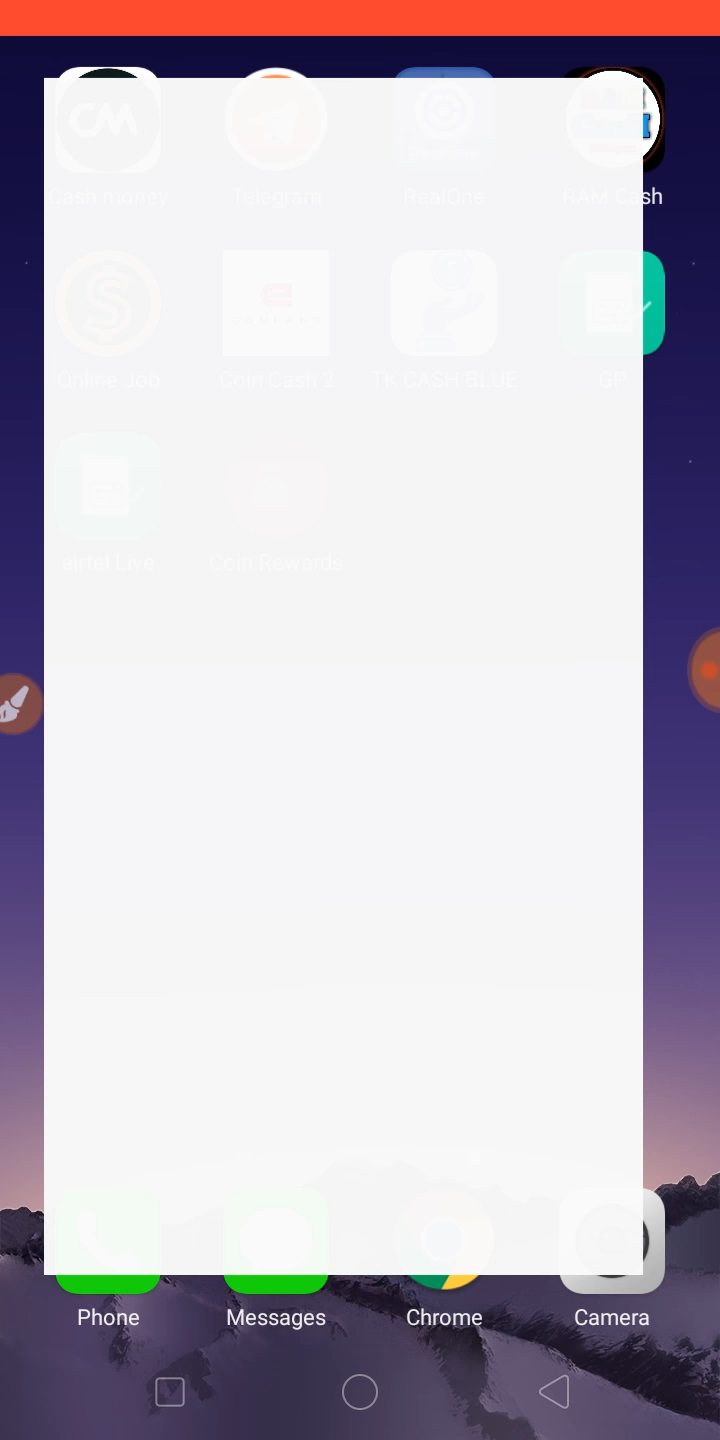 Cash money Telegram RealOne RAM Cash
Online Job Coin Cash 2 TK CASH BLUE GP
airtel Live Coin Rewards
Phone Messages Chrome Camera